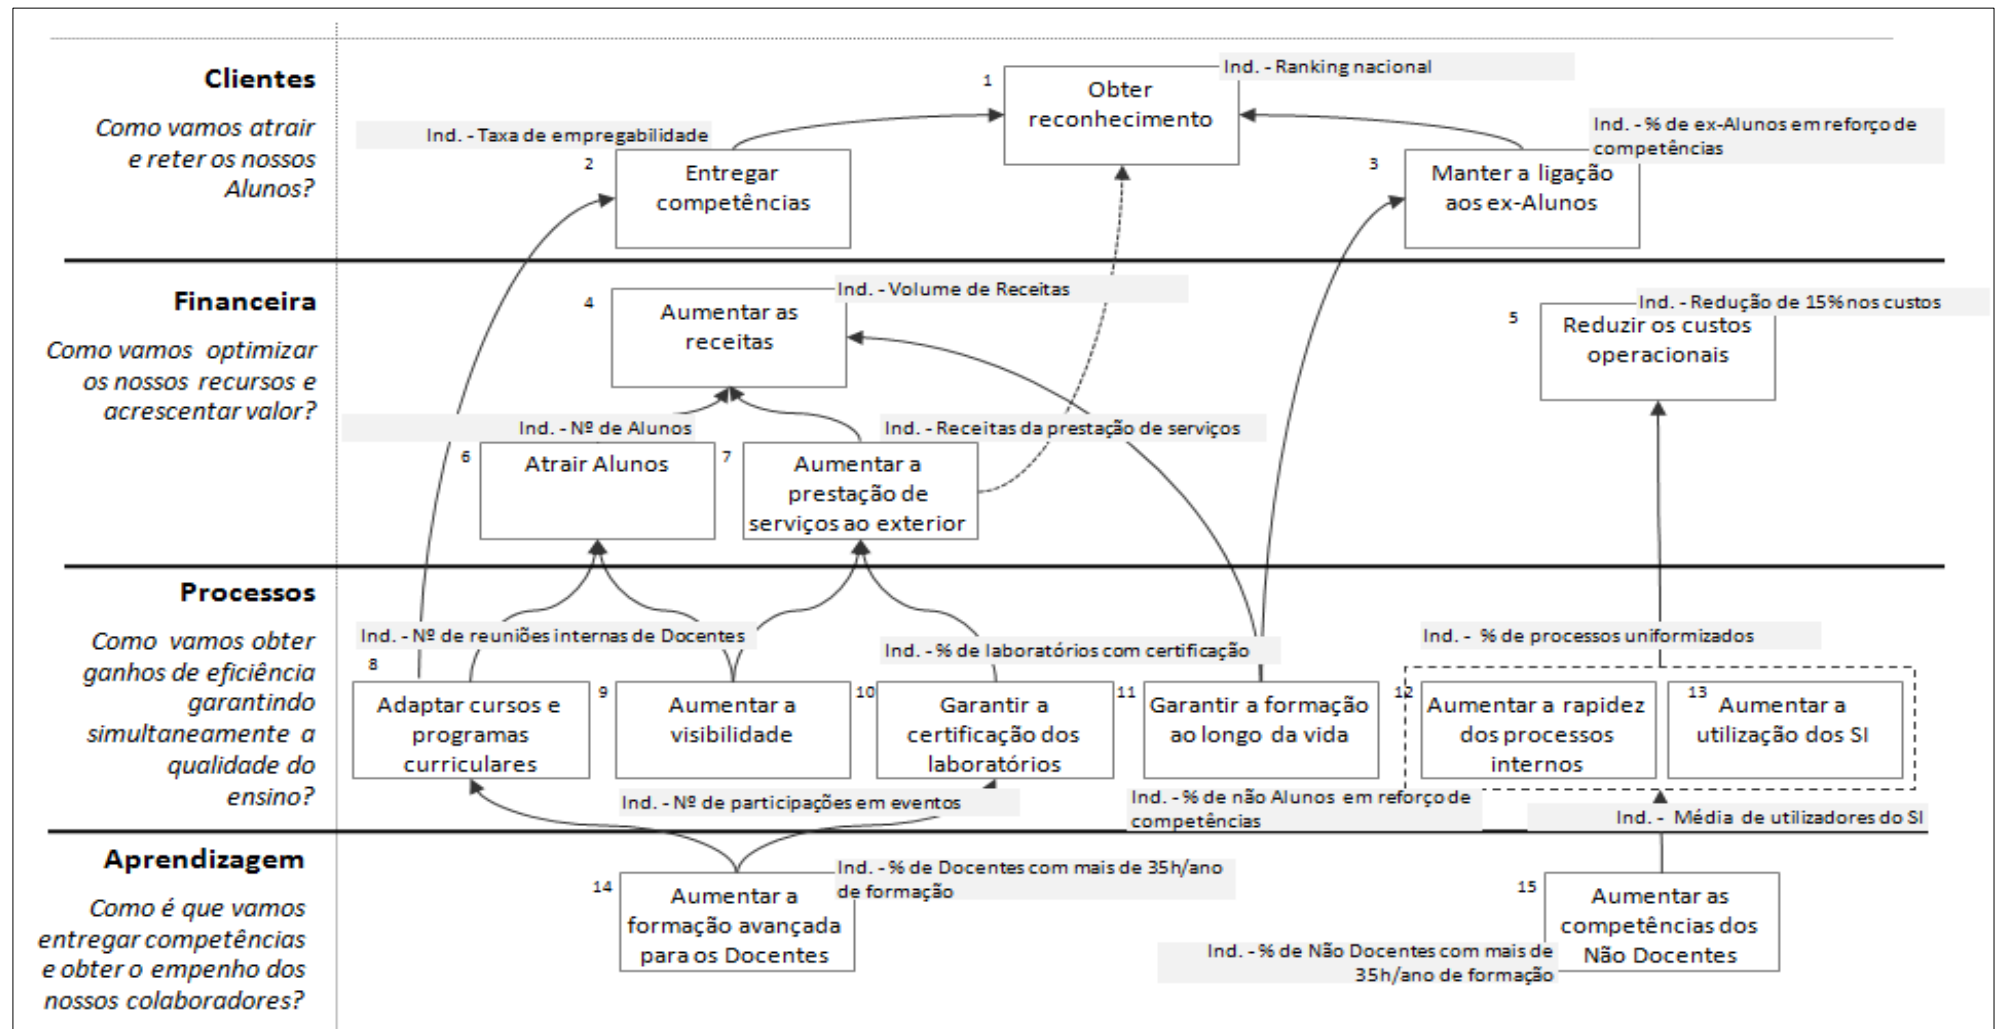 Clientes
Como vamos atrair
e reter os nossos
Alunos?
Ind. - Ranking nacional
1
Obter
reconhecimento
Ind. - Taxa de empregabilidade
2
Entregar
competências
Ind. - % de ex-Alunos em reforço de
competências
3
Manter a ligação
aos ex-Alunos
Financeira
Como vamos optimizar
os nossos recursos e
acrescentar valor?
Ind. - Volume de Receitas
4
Aumentar as
receitas
Ind. - Redução de 15% nos custos
5
Reduzir os custos
operacionais
Ind. - Nº de Alunos
6
Atrair Alunos
Ind. - Receitas da prestação de serviços
7
Aumentar a
prestação de
serviços ao exterior
Processos
Como vamos obter
ganhos de eficiência
garantindo
simultaneamente a
qualidade do
ensino?
Ind. - Nº de reuniões internas de Docentes
8
Adaptar cursos e
programas
curriculares
9
Aumentar a
visibilidade
Ind. - Nº de participações em eventos
Ind. - % de laboratórios com certificação
10
Garantir a
certificação dos
laboratórios
11
Garantir a formação
ao longo da vida
Ind. - % de não Alunos em reforço de
competências
Ind. - % de processos uniformizados
12
Aumentar a rapidez
dos processos
internos
13
Aumentar a
utilização dos SI
Ind. - Média de utilizadores do SI
Aprendizagem
Como é que vamos
entregar competências
e obter o empenho dos
nossos colaboradores?
Ind. - % de Docentes com mais de 35h/ano
de formação
14
Aumentar a
formação avançada
para os Docentes
15
Aumentar as
competências dos
Não Docentes
Ind. - % de Não Docentes com mais de
35h/ano de formação